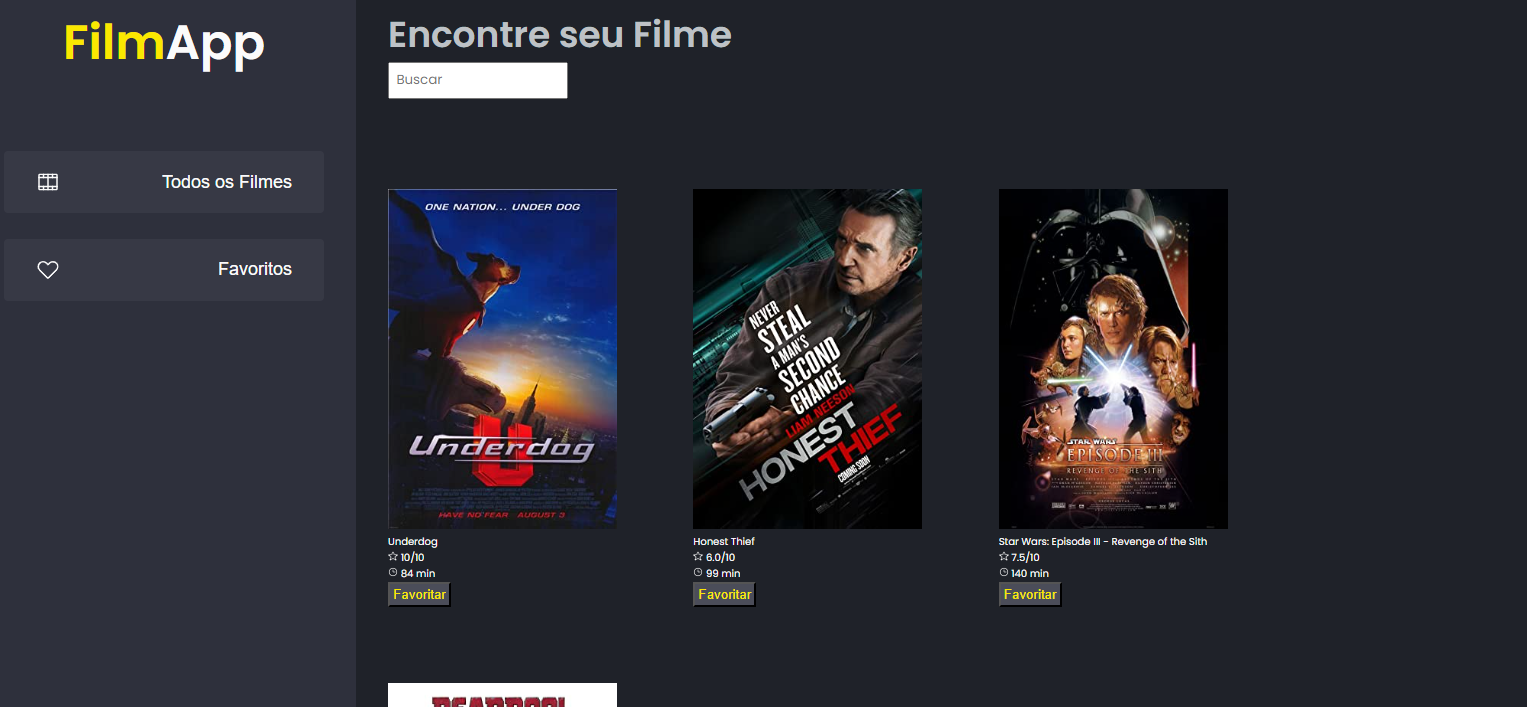 FilmApp
Todos os Filmes
Favoritos
Encontre seu Filme
Buscar
ONE NATION... UNDER DOG
Underdog
HAVE NO FEAR AUGUST 3
Underdog
10/10
84 min
Favoritar
NEVER
STEAL
A MAN'S
SECOND
CHANCE
LIAM NEESON
HONEST
THIEF
COMING SOON
Honest Thief
6.0/10
99 min
Favoritar
STAR WARS
EPISODE III
REVENGE OF THE SITH
Star Wars: Episode III - Revenge of the Sith
7.5/10
140 min
Favoritar